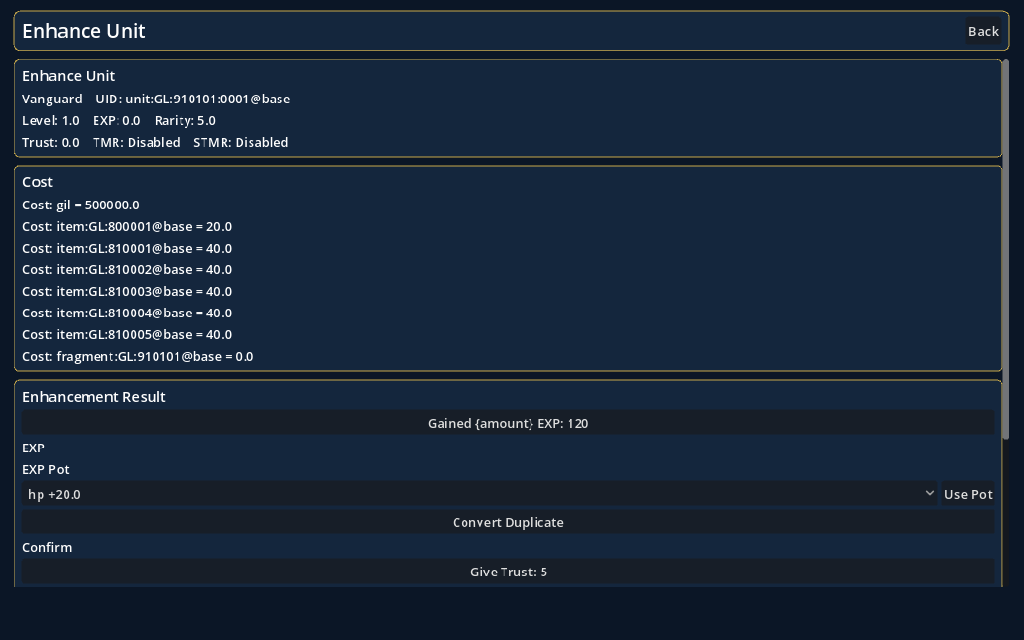 Enhance Unit
Back
Enhance Unit
Vanguard UID: unit:GL:910101:0001@base
Level: 1.0 EXP: 0.0 Rarity: 5.0
Trust: 0.0 TMR: Disabled STMR: Disabled
Cost
Cost: gil = 500000.0
Cost: item:GL:800001@base = 20.0
Cost: item:GL:810001@base = 40.0
Cost: item:GL:810002@base = 40.0
Cost: item:GL:810003@base = 40.0
Cost: item:GL:810004@base = 40.0
Cost: item:GL:810005@base = 40.0
Cost: fragment:GL:910101@base = 0.0
Enhancement Result
Gained {amount} EXP: 120
EXP
EXP Pot
hp +20.0
Use Pot
Convert Duplicate
Confirm
Give Trust: 5